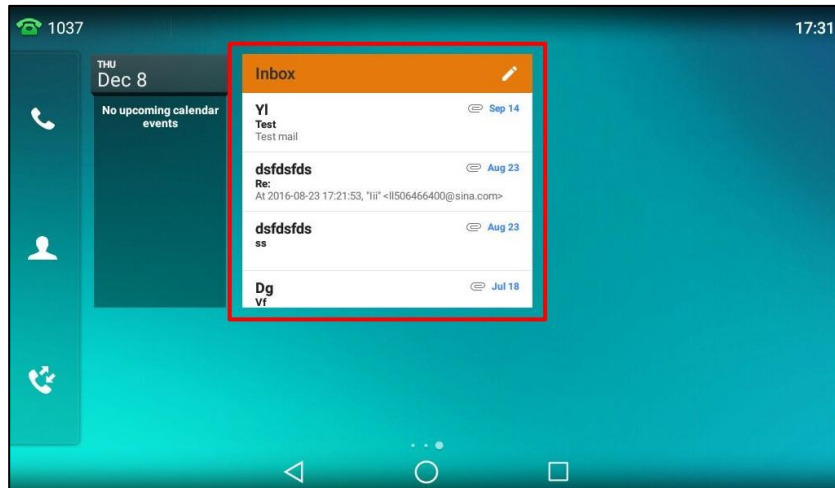 1037
17:31
THU
Dec 8
No upcoming calendar
events
Inbox
Yl
Sep 14
Test
Test mail
dsfdsfds
Aug 23
Re:
At 2016-08-23 17:21:53, "Iii" <ll506466400@sina.com>
dsfdsfds
Aug 23
ss
Dg
Jul 18
Vf